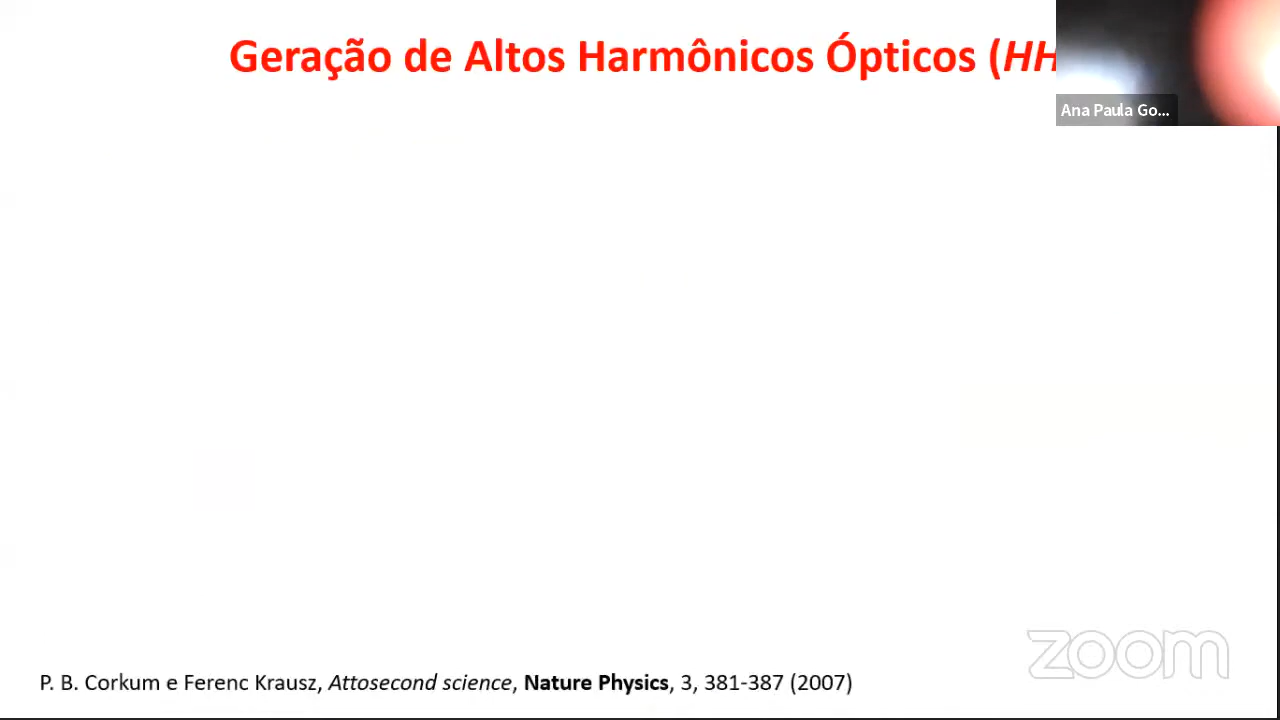 Geração de Altos Harmônicos Ópticos (HH
Ana Paula Go...
zoom
P. B. Corkum e Ferenc Krausz, Attosecond science, Nature Physics, 3, 381-387 (2007)